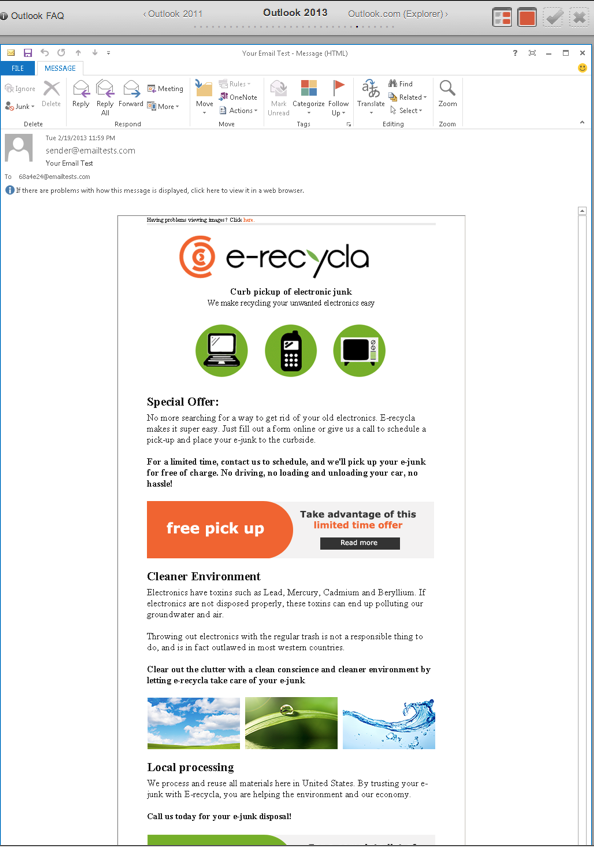 Outlook FAQ
‹ Outlook 2011
Outlook 2013
Outlook.com (Explorer) ›
Your Email Test - Message (HTML)
FILE
MESSAGE
Ignore
Junk
Delete
Delete
Reply
Reply All
Forward
Meeting
More
Respond
Move
Rules
OneNote
Actions
Move
Mark Unread
Categorize
Follow Up
Tags
Translate
Find
Related
Select
Editing
Zoom
Zoom
Tue 2/19/2013 11:59 PM
sender@emailtests.com
Your Email Test
To 68a4e24@emailtests.com
If there are problems with how this message is displayed, click here to view it in a web browser.
Having problems viewing images? Click here.
e-recycla
Curb pickup of electronic junk
We make recycling your unwanted electronics easy
Special Offer:
No more searching for a way to get rid of your old electronics. E-recycla
makes it super easy. Just fill out a form online or give us a call to schedule a
pick-up and place your e-junk to the curbside.
For a limited time, contact us to schedule, and we'll pick up your e-junk
for free of charge. No driving, no loading and unloading your car, no
hassle!
free pick up
Take advantage of this
limited time offer
Read more
Cleaner Environment
Electronics have toxins such as Lead, Mercury, Cadmium and Beryllium. If
electronics are not disposed properly, these toxins can end up polluting our
groundwater and air.
Throwing out electronics with the regular trash is not a responsible thing to
do, and is in fact outlawed in most western countries.
Clear out the clutter with a clean conscience and cleaner environment by
letting e-recycla take care of your e-junk
Local processing
We process and reuse all materials here in United States. By trusting your e-
junk with E-recycla, you are helping the environment and our economy.
Call us today for your e-junk disposal!